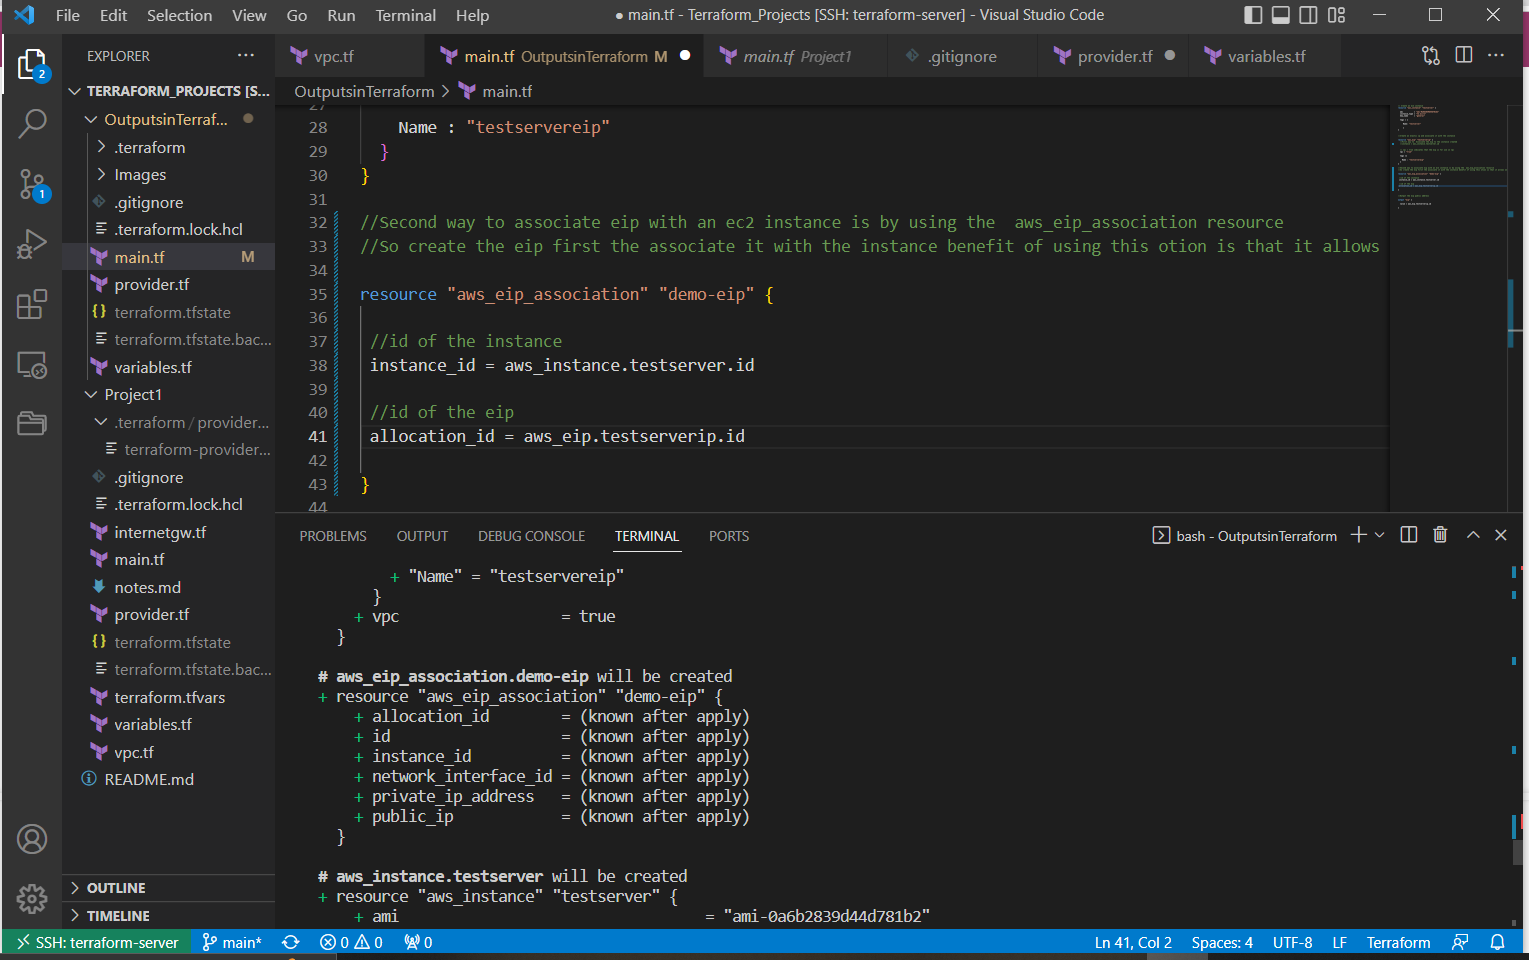 File Edit Selection View Go Run Terminal Help
● main.tf - Terraform_Projects [SSH: terraform-server] - Visual Studio Code
EXPLORER ···
vpc.tf
main.tf OutputsinTerraform M
main.tf Project1
.gitignore
provider.tf
variables.tf
2
1
TERRAFORM_PROJECTS [S...
OutputsinTerraf...
.terraform
Images
.gitignore
.terraform.lock.hcl
main.tf M
provider.tf
terraform.tfstate
terraform.tfstate.bac...
variables.tf
Project1
.terraform / provider...
terraform-provider...
.gitignore
.terraform.lock.hcl
internetgw.tf
main.tf
notes.md
provider.tf
terraform.tfstate
terraform.tfstate.bac...
terraform.tfvars
variables.tf
vpc.tf
README.md
OUTLINE
TIMELINE
OutputsinTerraform > main.tf
27
28 Name : "testservereip"
29 }
30 }
31
32 //Second way to associate eip with an ec2 instance is by using the  aws_eip_association resource
33 //So create the eip first the associate it with the instance benefit of using this otion is that it allows
34
35 resource "aws_eip_association" "demo-eip" {
36
37 //id of the instance
38 instance_id = aws_instance.testserver.id
39
40 //id of the eip
41 allocation_id = aws_eip.testserverip.id
42
43 }
44
PROBLEMS OUTPUT DEBUG CONSOLE TERMINAL PORTS
bash - OutputsinTerraform
+ "Name" = "testservereip"
}
+ vpc = true
}
# aws_eip_association.demo-eip will be created
+ resource "aws_eip_association" "demo-eip" {
+ allocation_id = (known after apply)
+ id = (known after apply)
+ instance_id = (known after apply)
+ network_interface_id = (known after apply)
+ private_ip_address = (known after apply)
+ public_ip = (known after apply)
}
# aws_instance.testserver will be created
+ resource "aws_instance" "testserver" {
+ ami = "ami-0a6b2839d44d781b2"
SSH: terraform-server main* 0 0 0
Ln 41, Col 2 Spaces: 4 UTF-8 LF Terraform